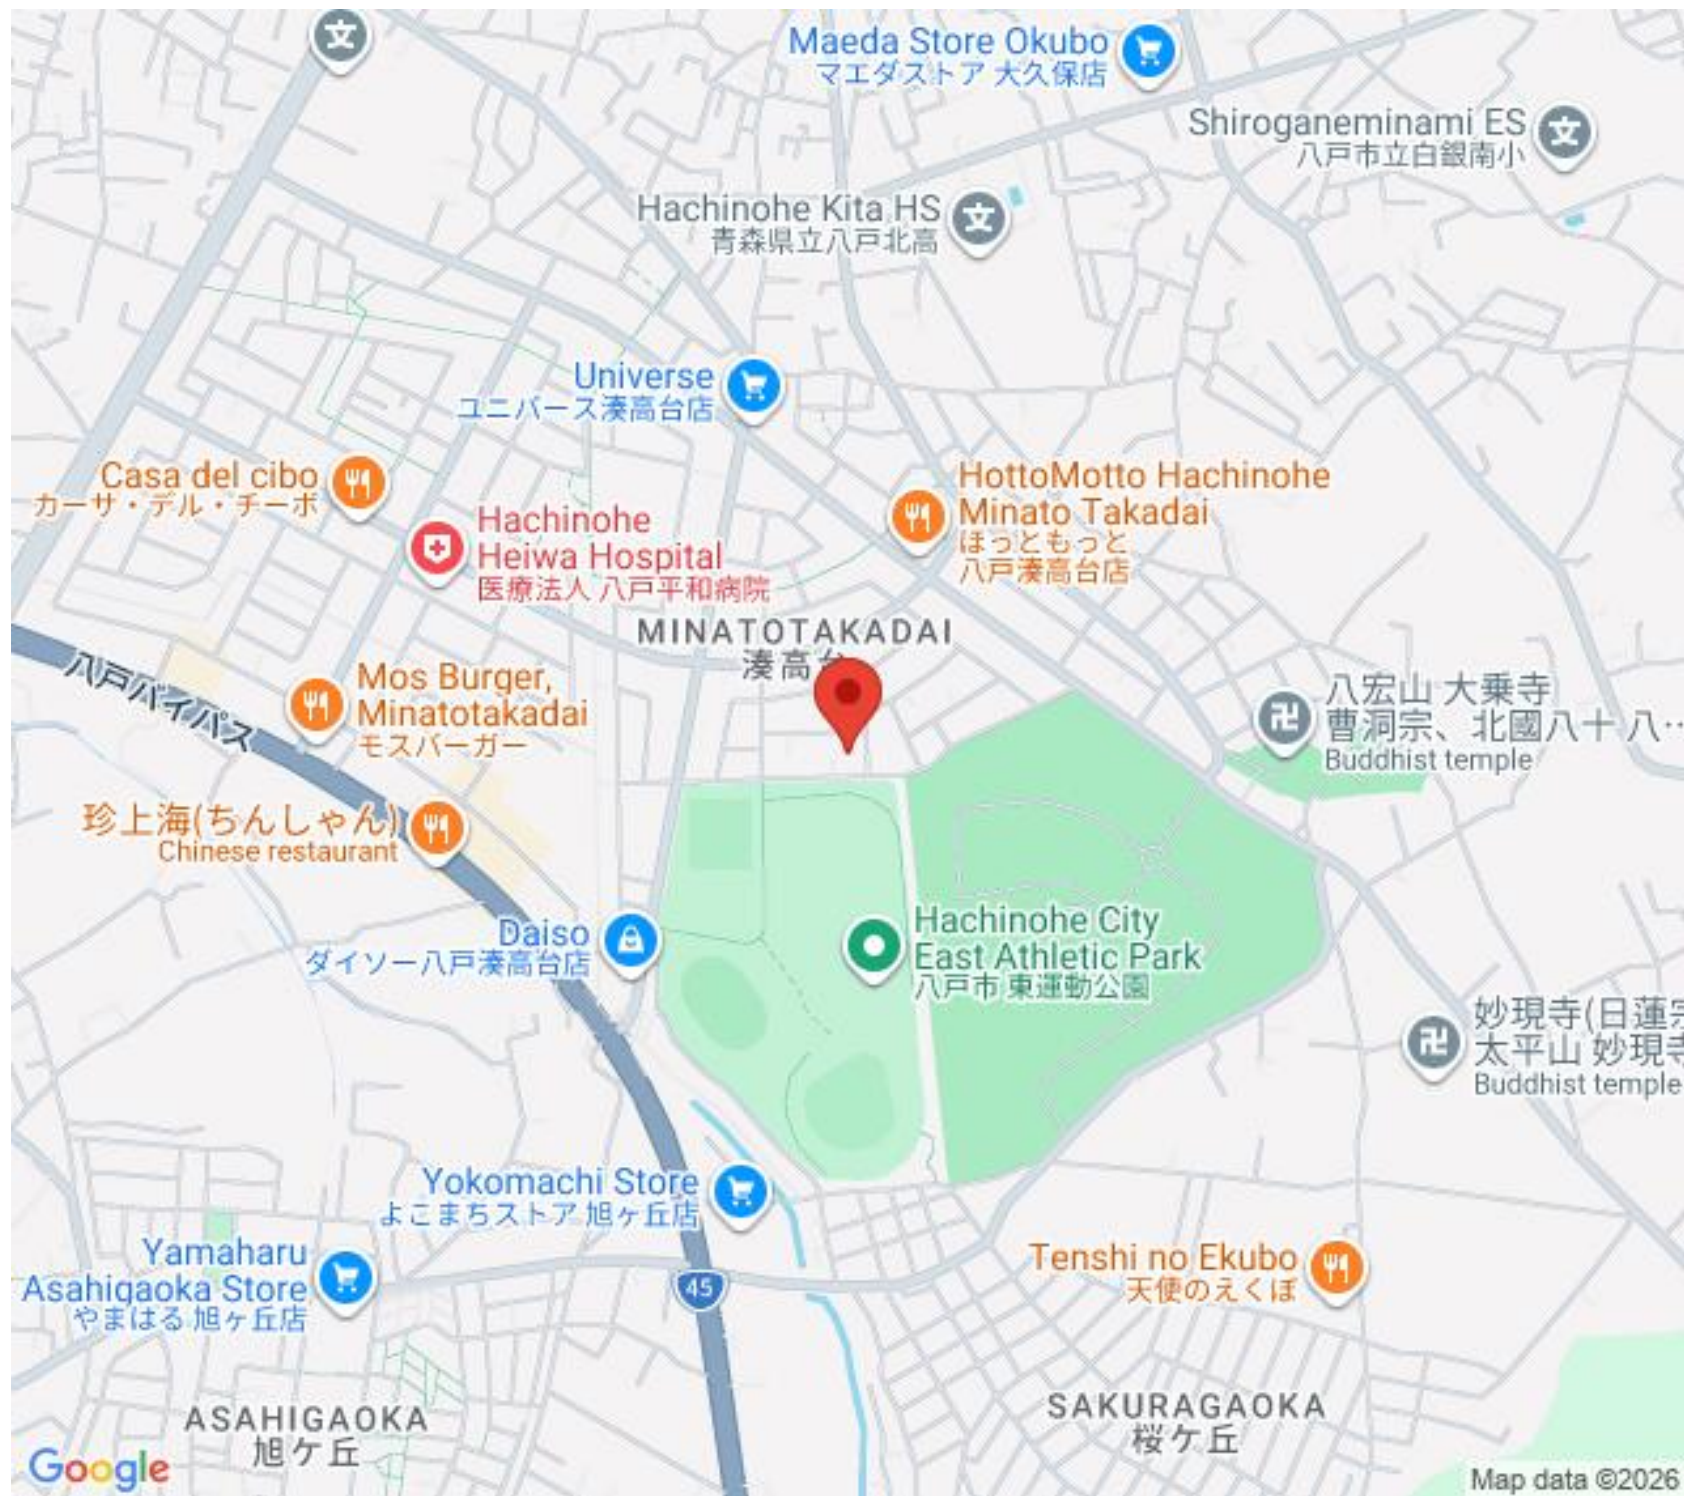 文
Maeda Store Okubo
マエダストア 大久保店
Shiroganeminami ES
八戸市立白銀南小
文
Hachinohe Kita HS
青森県立八戸北高
文
Universe
ユニバース湊高台店
Casa del cibo
カーサ・デル・チーボ
HottoMotto Hachinohe
Minato Takadai
ほっともっと
八戸湊高台店
Hachinohe
Heiwa Hospital
医療法人 八戸平和病院
MINATOTAKADAI
湊高台
八戸バイパス
Mos Burger,
Minatotakadai
モスバーガー
八宏山 大乗寺
曹洞宗、北國八十八…
Buddhist temple
珍上海(ちんしゃん)
Chinese restaurant
Daiso
ダイソー八戸湊高台店
Hachinohe City
East Athletic Park
八戸市 東運動公園
妙現寺(日蓮宗
太平山 妙現寺
Buddhist temple
Yokomachi Store
よこまちストア 旭ヶ丘店
Yamaharu
Asahigaoka Store
やまはる 旭ヶ丘店
45
Tenshi no Ekubo
天使のえくぼ
ASAHIGAOKA
旭ケ丘
SAKURAGAOKA
桜ケ丘
Google
Map data ©2026